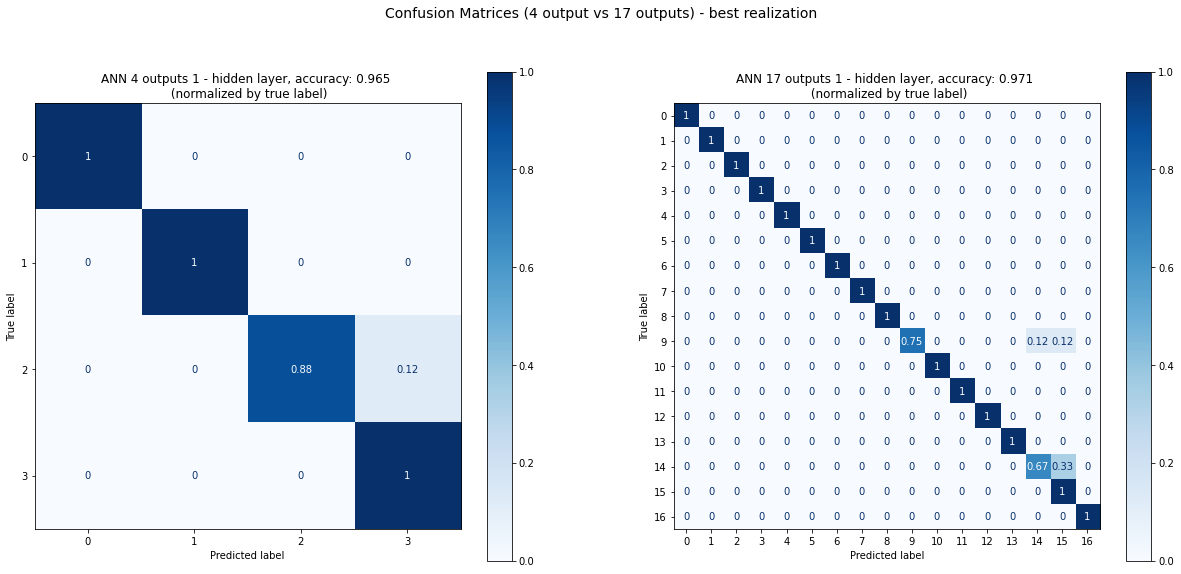 Confusion Matrices (4 output vs 17 outputs) - best realization
ANN 4 outputs 1 - hidden layer, accuracy: 0.965
(normalized by true label)
True label
0 1 0 0 0
1 0 1 0 0
2 0 0 0.88 0.12
3 0 0 0 1
0 1 2 3
Predicted label
1.0
0.8
0.6
0.4
0.2
0.0
ANN 17 outputs 1 - hidden layer, accuracy: 0.971
(normalized by true label)
True label
0 1 0 0 0 0 0 0 0 0 0 0 0 0 0 0 0 0
1 0 1 0 0 0 0 0 0 0 0 0 0 0 0 0 0 0
2 0 0 1 0 0 0 0 0 0 0 0 0 0 0 0 0 0
3 0 0 0 1 0 0 0 0 0 0 0 0 0 0 0 0 0
4 0 0 0 0 1 0 0 0 0 0 0 0 0 0 0 0 0
5 0 0 0 0 0 1 0 0 0 0 0 0 0 0 0 0 0
6 0 0 0 0 0 0 1 0 0 0 0 0 0 0 0 0 0
7 0 0 0 0 0 0 0 1 0 0 0 0 0 0 0 0 0
8 0 0 0 0 0 0 0 0 1 0 0 0 0 0 0 0 0
9 0 0 0 0 0 0 0 0 0 0.75 0 0 0 0 0.12 0.12 0
10 0 0 0 0 0 0 0 0 0 0 1 0 0 0 0 0 0
11 0 0 0 0 0 0 0 0 0 0 0 1 0 0 0 0 0
12 0 0 0 0 0 0 0 0 0 0 0 0 1 0 0 0 0
13 0 0 0 0 0 0 0 0 0 0 0 0 0 1 0 0 0
14 0 0 0 0 0 0 0 0 0 0 0 0 0 0 0.67 0.33 0
15 0 0 0 0 0 0 0 0 0 0 0 0 0 0 0 1 0
16 0 0 0 0 0 0 0 0 0 0 0 0 0 0 0 0 1
0 1 2 3 4 5 6 7 8 9 10 11 12 13 14 15 16
Predicted label
1.0
0.8
0.6
0.4
0.2
0.0